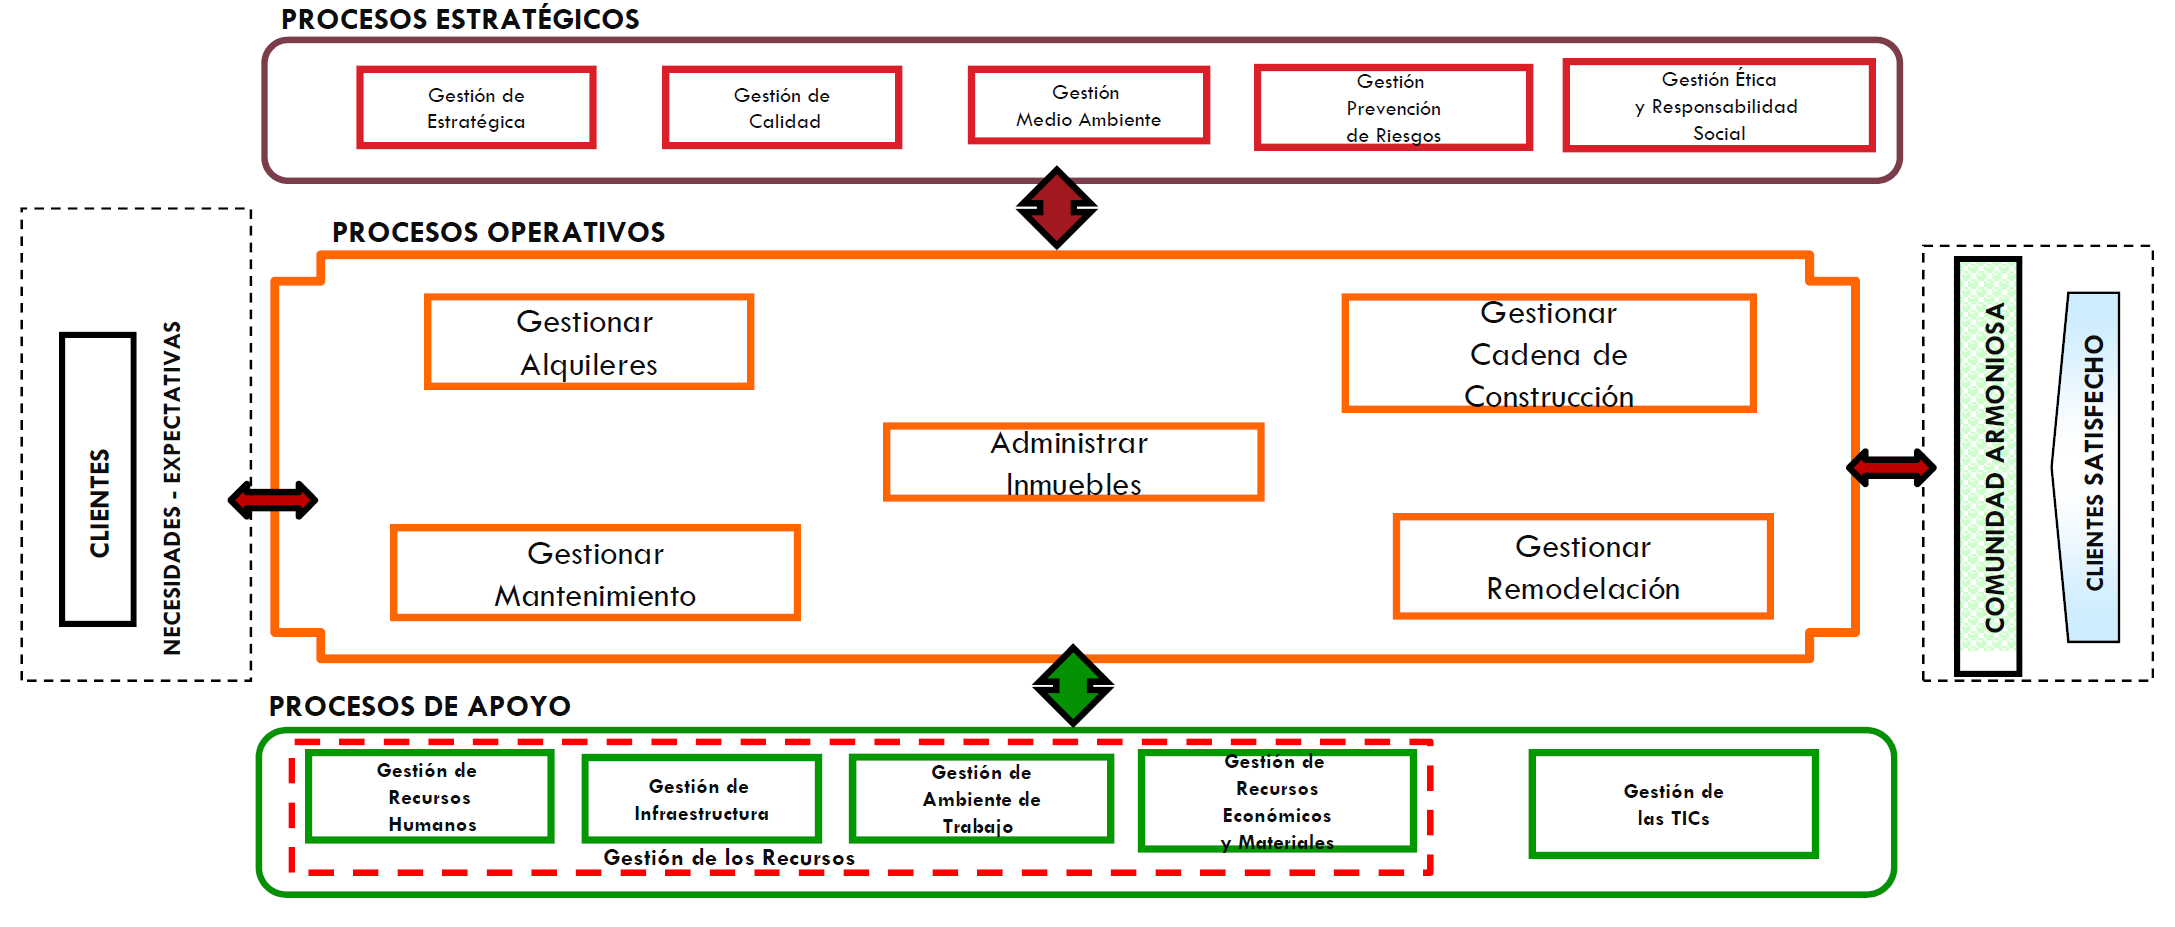 PROCESOS ESTRATÉGICOS
Gestión de
Estratégica
Gestión de
Calidad
Gestión
Medio Ambiente
Gestión
Prevención
de Riesgos
Gestión Ética
y Responsabilidad
Social
PROCESOS OPERATIVOS
CLIENTES
NECESIDADES - EXPECTATIVAS
Gestionar
Alquileres
Gestionar
Cadena de
Construcción
Administrar
Inmuebles
Gestionar
Mantenimiento
Gestionar
Remodelación
COMUNIDAD ARMONIOSA
CLIENTES SATISFECHO
PROCESOS DE APOYO
Gestión de
Recursos
Humanos
Gestión de
Infraestructura
Gestión de
Ambiente de
Trabajo
Gestión de
Recursos
Económicos
y Materiales
Gestión de los Recursos
Gestión de
las TICs